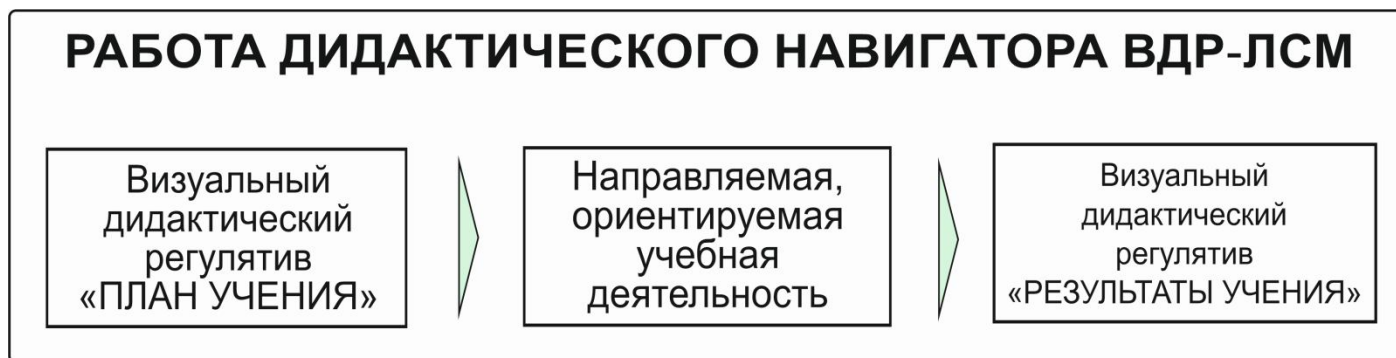 РАБОТА ДИДАКТИЧЕСКОГО НАВИГАТОРА ВДР-ЛСМ
Визуальный
дидактический
регулятив
«ПЛАН УЧЕНИЯ»
Направляемая,
ориентируемая
учебная
деятельность
Визуальный
дидактический
регулятив
«РЕЗУЛЬТАТЫ УЧЕНИЯ»